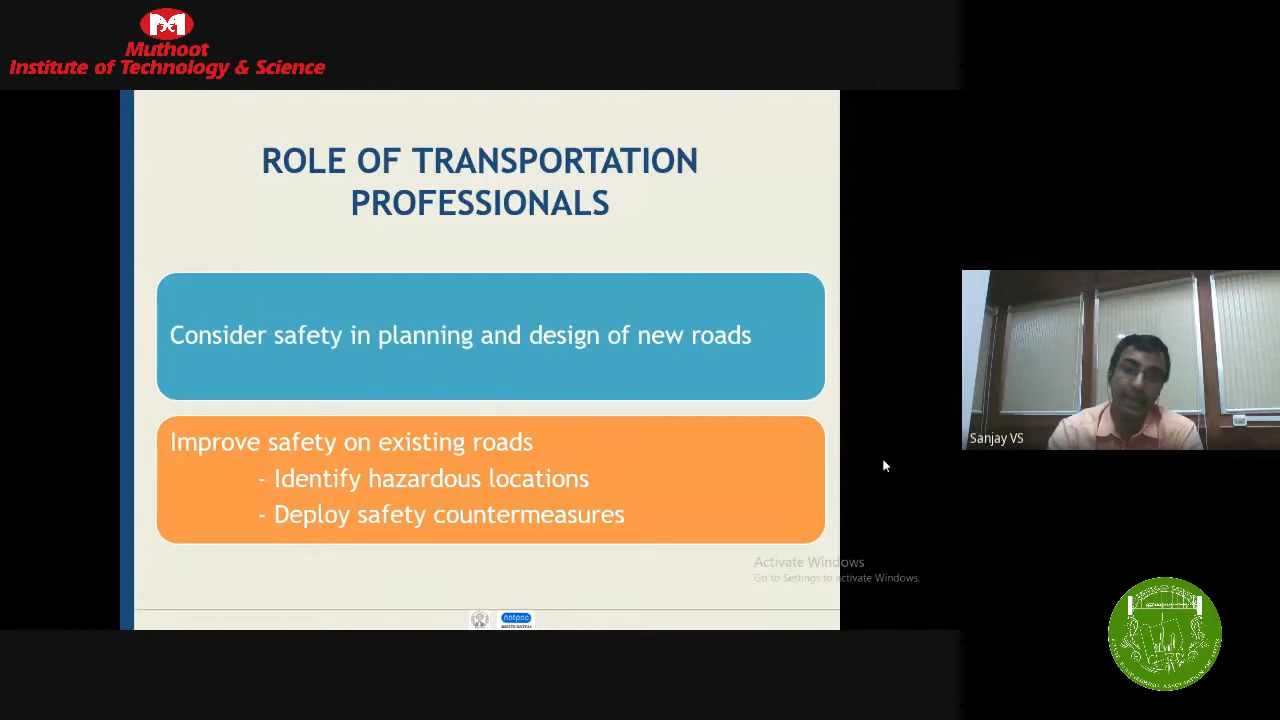 Muthoot
Institute of Technology & Science
ROLE OF TRANSPORTATION
PROFESSIONALS
Consider safety in planning and design of new roads
Improve safety on existing roads
- Identify hazardous locations
- Deploy safety countermeasures
Sanjay VS
Activate Windows
Go to Settings to activate Windows.
natpac